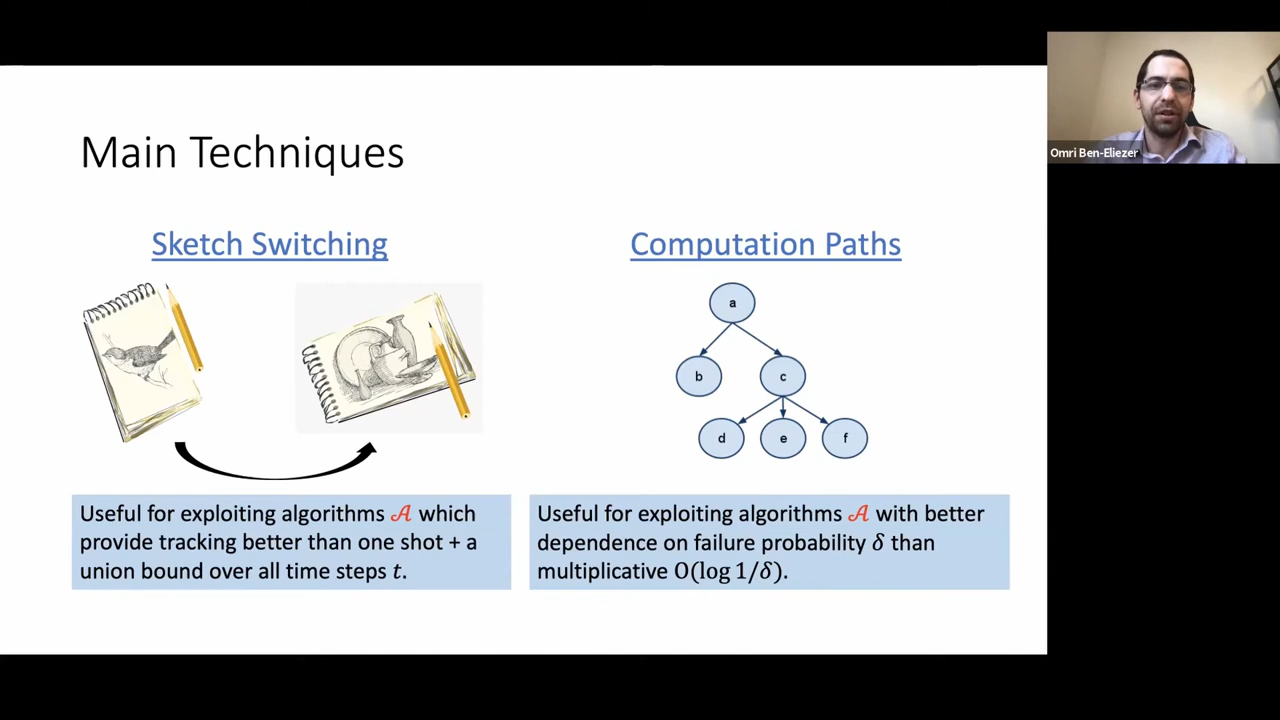 Main Techniques
Sketch Switching
Computation Paths
a
b
c
d
e
f
Useful for exploiting algorithms 𝒜 which
provide tracking better than one shot + a
union bound over all time steps t.
Useful for exploiting algorithms 𝒜 with better
dependence on failure probability δ than
multiplicative O(log 1/δ).
Omri Ben-Eliezer